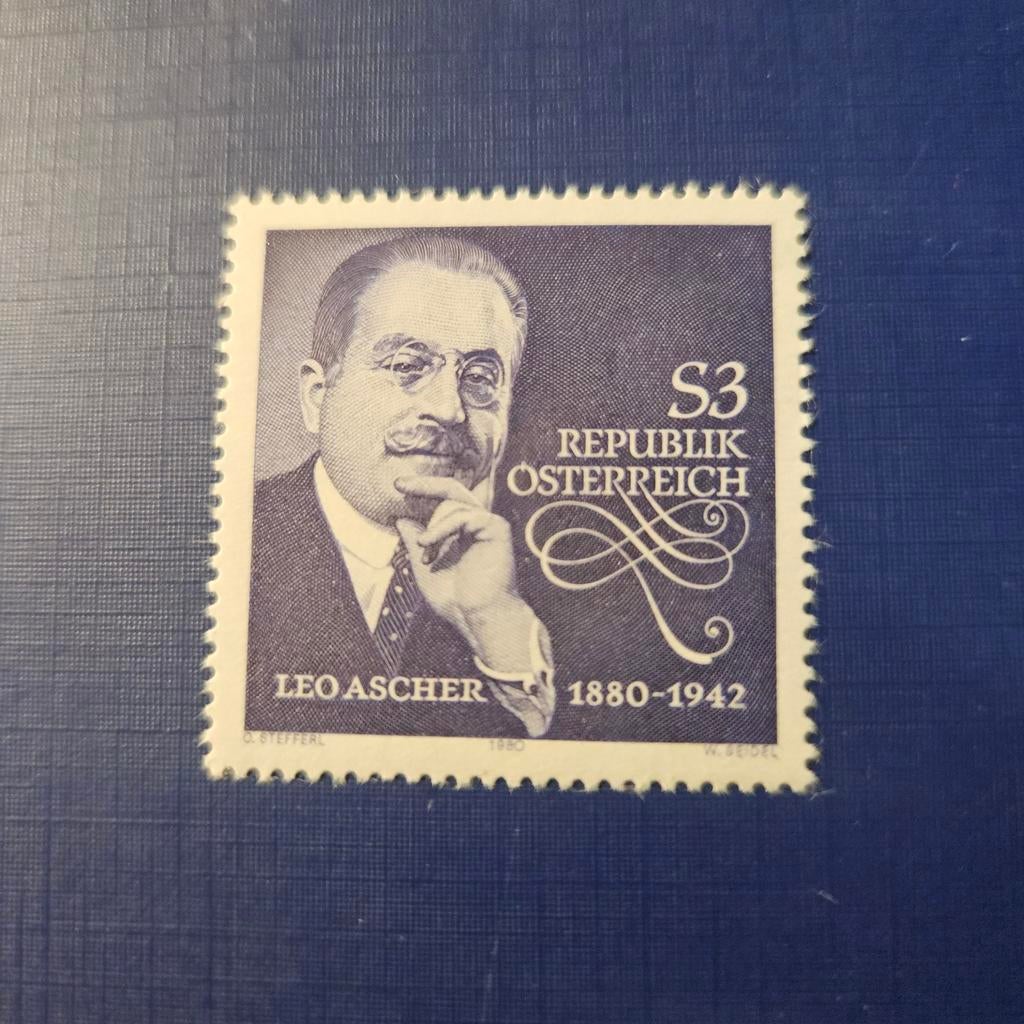 S3
REPUBLIK
ÖSTERREICH
LEO ASCHER 1880-1942
O. STEFFERL 1980 W. SEIDEL